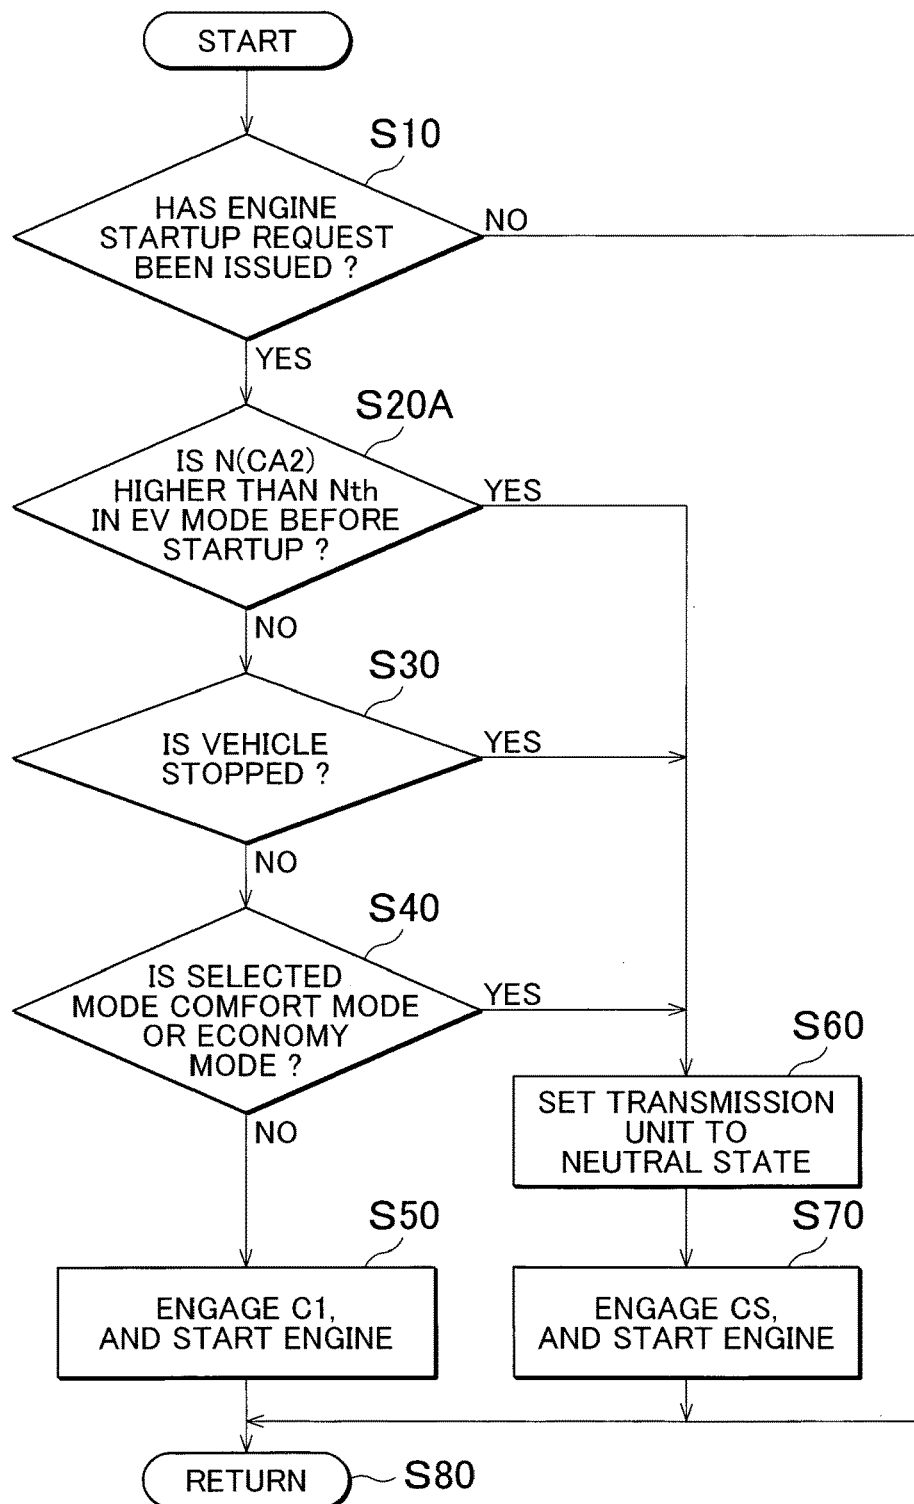 START
S10
HAS ENGINE
STARTUP REQUEST
BEEN ISSUED ?
NO
YES
S20A
IS N(CA2)
HIGHER THAN Nth
IN EV MODE BEFORE
STARTUP ?
YES
NO
S30
IS VEHICLE
STOPPED ?
YES
NO
S40
IS SELECTED
MODE COMFORT MODE
OR ECONOMY
MODE ?
YES
NO
S60
SET TRANSMISSION
UNIT TO
NEUTRAL STATE
S50
ENGAGE C1,
AND START ENGINE
S70
ENGAGE CS,
AND START ENGINE
RETURN
S80